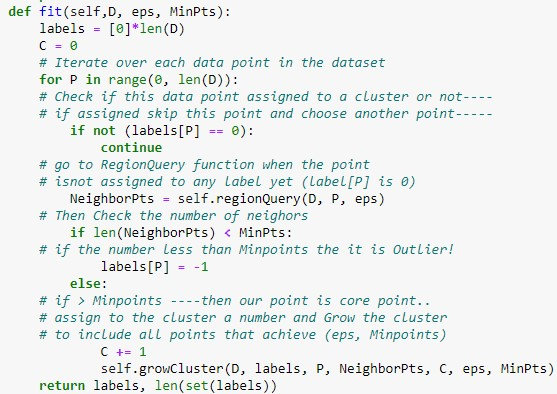 def fit(self,D, eps, MinPts):
    labels = [0]*len(D)
    C = 0
    # Iterate over each data point in the dataset
    for P in range(0, len(D)):
    # Check if this data point assigned to a cluster or not----
    # if assigned skip this point and choose another point-----
        if not (labels[P] == 0):
            continue
    # go to RegionQuery function when the point
    # isnot assigned to any label yet (label[P] is 0)
        NeighborPts = self.regionQuery(D, P, eps)
    # Then Check the number of neighors
        if len(NeighborPts) < MinPts:
    # if the number less than Minpoints the it is Outlier!
            labels[P] = -1
        else:
    # if > Minpoints ----then our point is core point..
    # assign to the cluster a number and Grow the cluster
    # to include all points that achieve (eps, Minpoints)
            C += 1
            self.growCluster(D, labels, P, NeighborPts, C, eps, MinPts)
    return labels, len(set(labels))